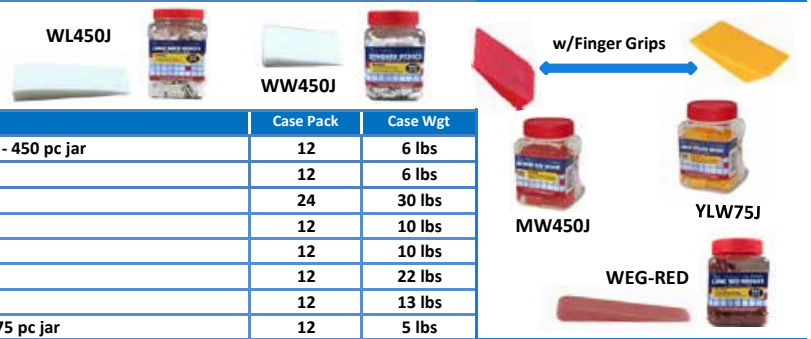 WL450J
WW450J
w/Finger Grips
Case Pack Case Wgt
- 450 pc jar 12 6 lbs
12 6 lbs
24 30 lbs
12 10 lbs
12 10 lbs
12 22 lbs
12 13 lbs
75 pc jar 12 5 lbs
MW450J
YLW75J
WEG-RED